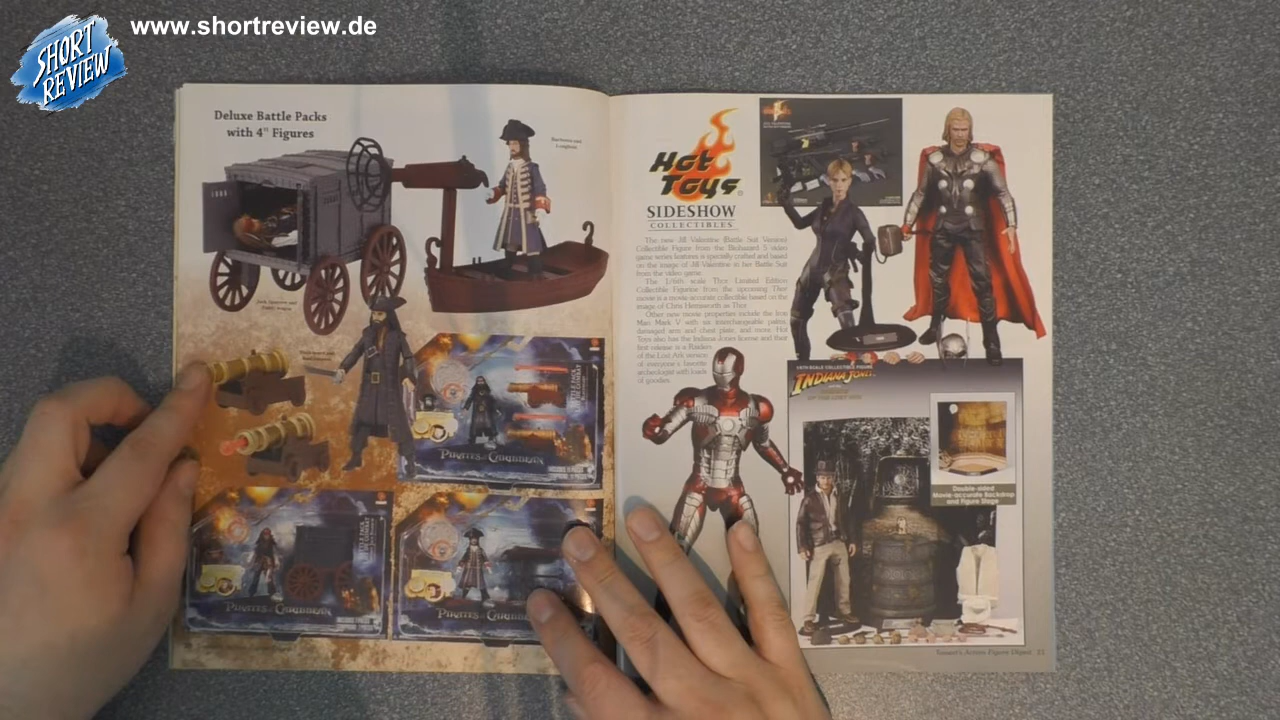 SHORT REVIEW
www.shortreview.de
Deluxe Battle Packs
with 4" Figures
PIRATES of CARIBBEAN
PIRATES of CARIBBEAN
PIRATES of CARIBBEAN
Hot
Toys
SIDESHOW
COLLECTIBLES
The new Jill Valentine (Battle Suit Version)
Collectible Figure from the Biohazard 5 video
game series features is specially crafted and based
on the image of Jill Valentine in her Battle Suit
from the video game.
The 1/6th scale Thor Limited Edition
Collectible Figurine from the upcoming Thor
movie is a movie accurate collectible based on the
image of Chris Hemsworth as Thor.
Other new movie properties include the Iron
Man Mark V with six interchangeable palms,
damaged arm and chest plate, and more. Hot
Toys also has the Indiana Jones license and their
first release is a Raiders
of the Lost Ark version
of everyone's favorite
archeologist with loads
of goodies.
INDIANA JONES
Double-sided
Movie-accurate Backdrop
and Figure Stage
Tomart's Action Figure Digest